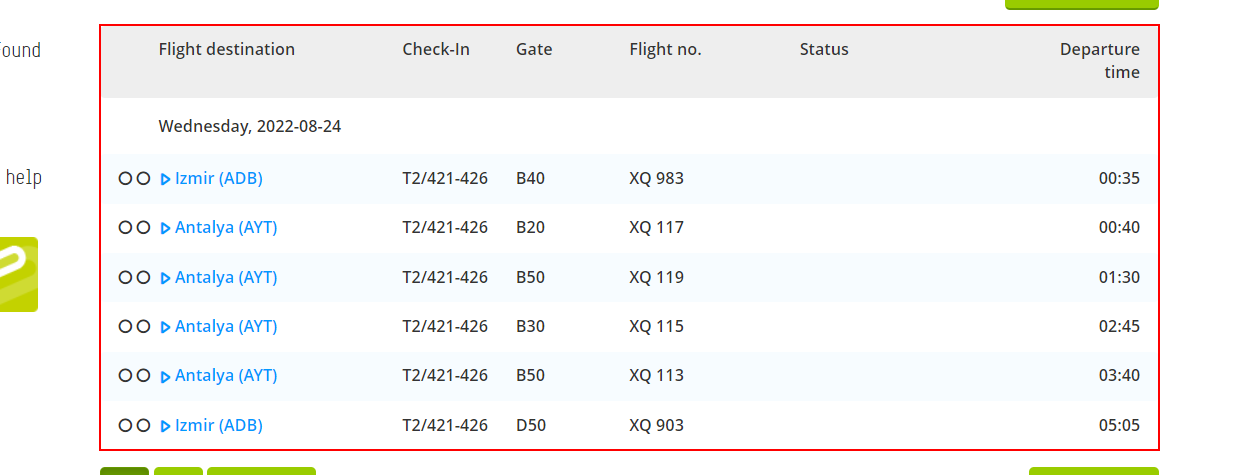 help
Flight destination Check-In Gate Flight no. Status Departure
time
Wednesday, 2022-08-24
Izmir (ADB) T2/421-426 B40 XQ 983 00:35
Antalya (AYT) T2/421-426 B20 XQ 117 00:40
Antalya (AYT) T2/421-426 B50 XQ 119 01:30
Antalya (AYT) T2/421-426 B30 XQ 115 02:45
Antalya (AYT) T2/421-426 B50 XQ 113 03:40
Izmir (ADB) T2/421-426 D50 XQ 903 05:05